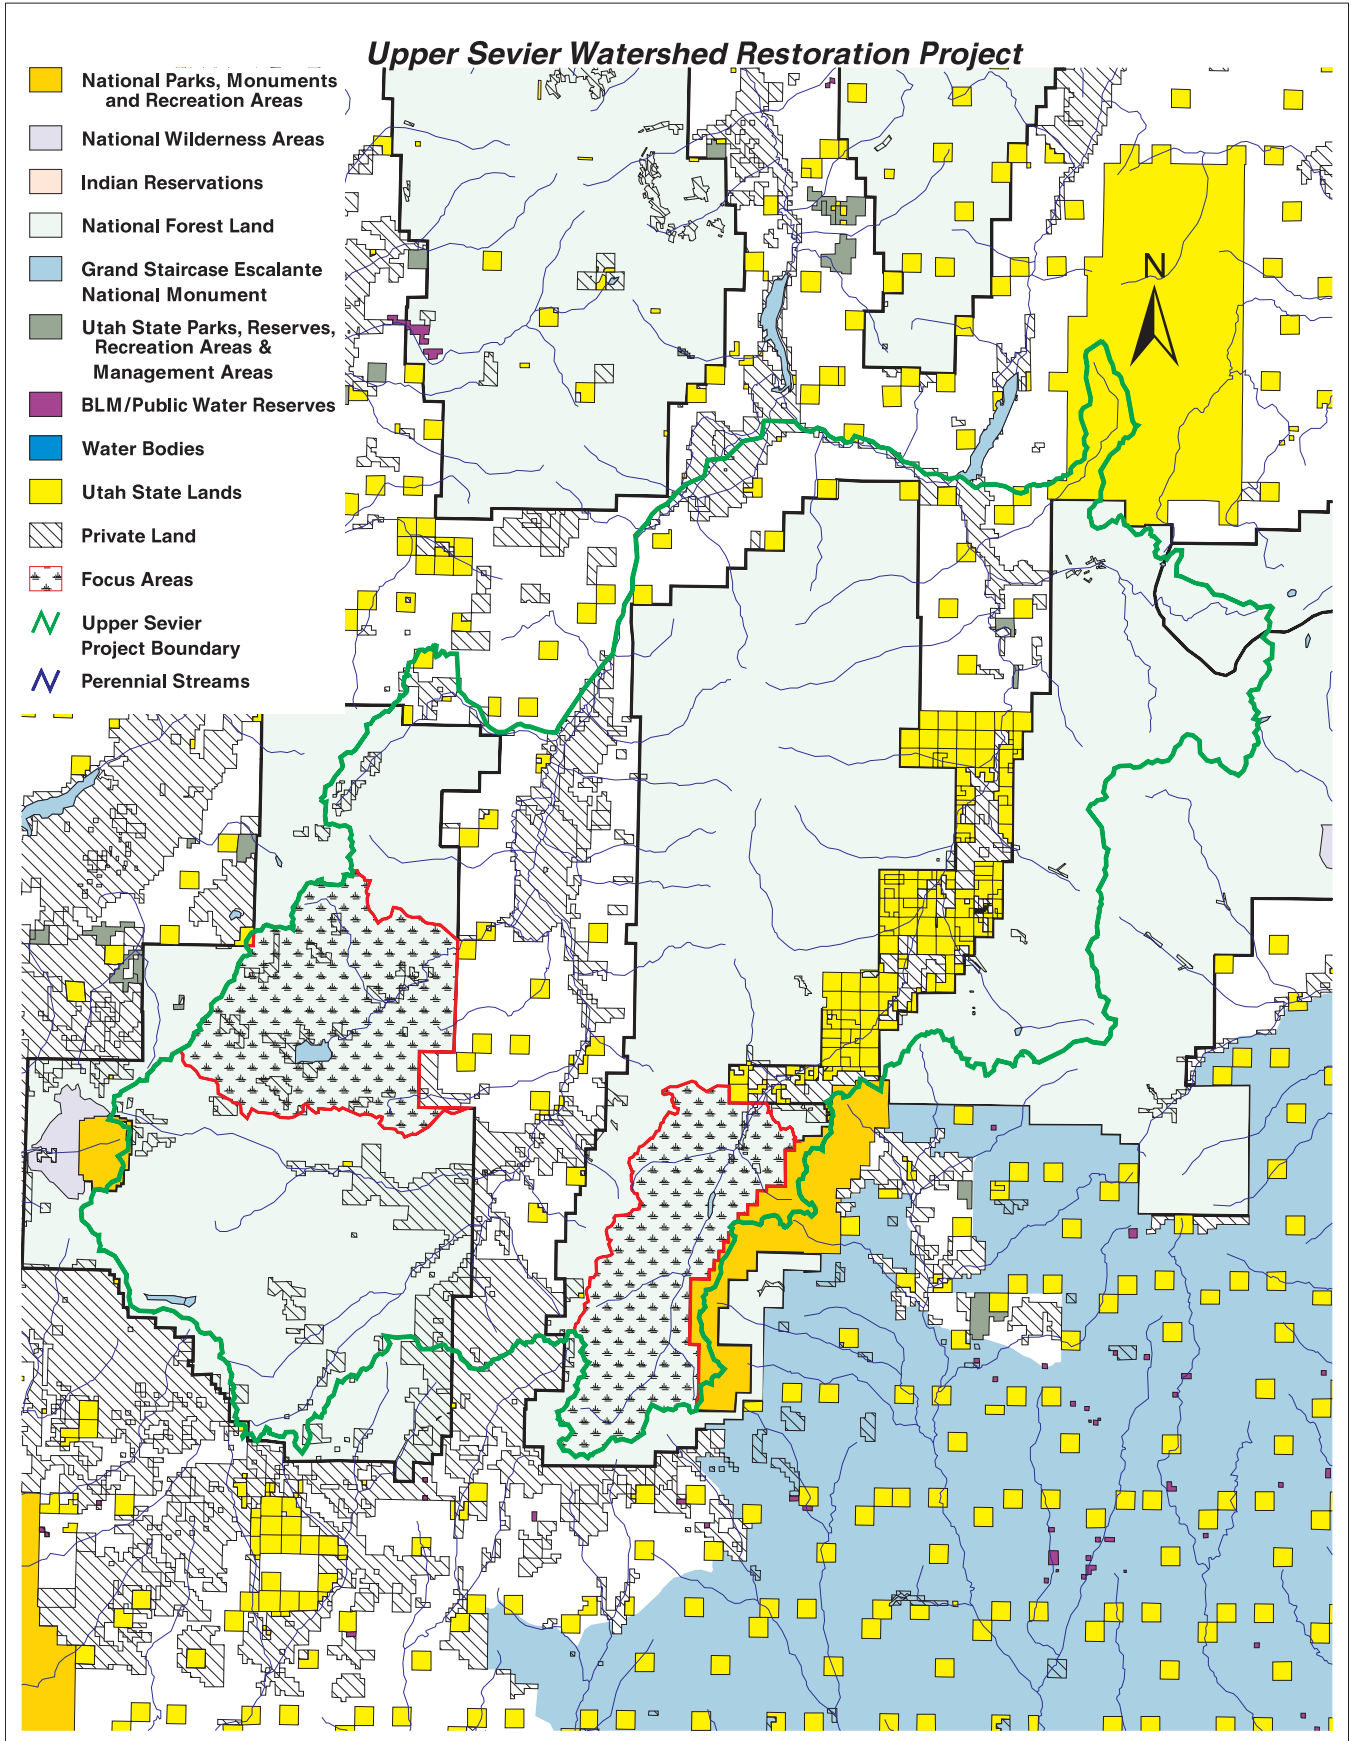 Upper Sevier Watershed Restoration Project
National Parks, Monuments
and Recreation Areas
National Wilderness Areas
Indian Reservations
National Forest Land
Grand Staircase Escalante
National Monument
Utah State Parks, Reserves,
Recreation Areas &
Management Areas
BLM/Public Water Reserves
Water Bodies
Utah State Lands
Private Land
Focus Areas
Upper Sevier
Project Boundary
Perennial Streams
N